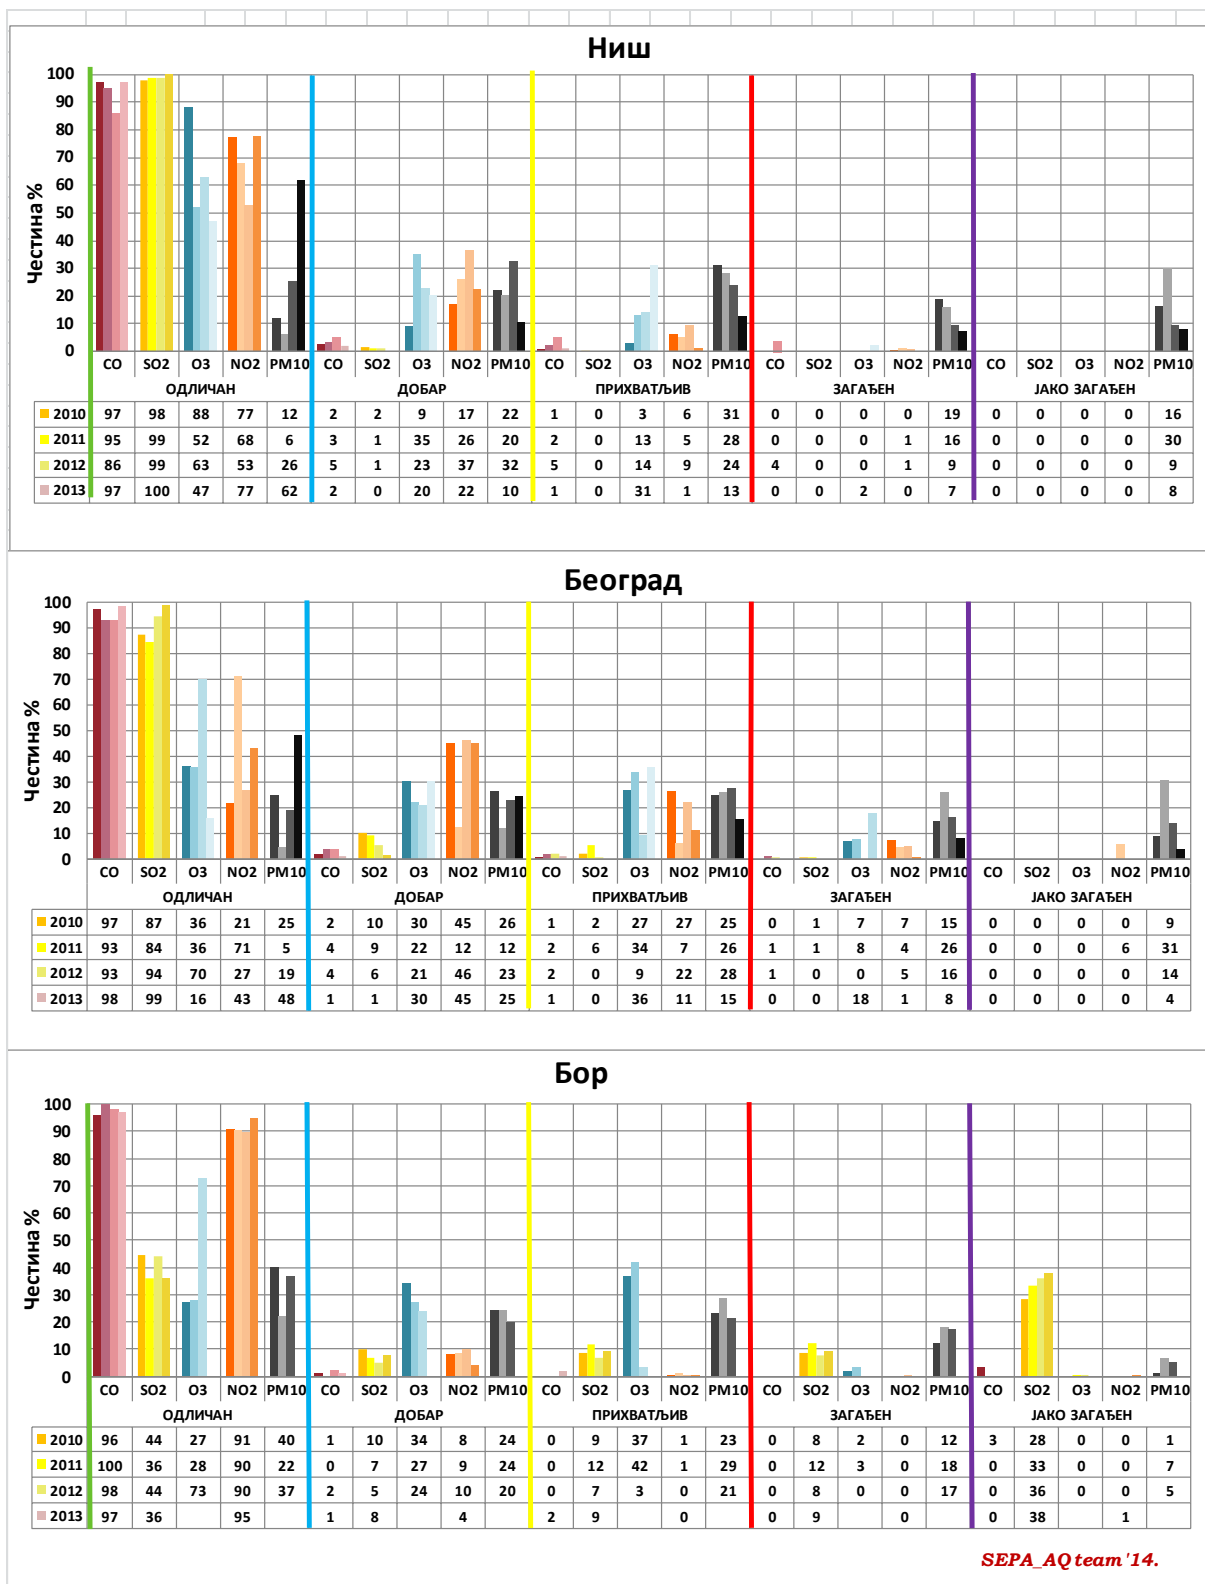 Ниш
Честина %
100
90
80
70
60
50
40
30
20
10
0
CO SO2 O3 NO2 PM10 CO SO2 O3 NO2 PM10 CO SO2 O3 NO2 PM10 CO SO2 O3 NO2 PM10 CO SO2 O3 NO2 PM10
ОДЛИЧАН ДОБАР ПРИХВАТЉИВ ЗАГАЂЕН ЈАКО ЗАГАЂЕН
2010 97 98 88 77 12 2 2 9 17 22 1 0 3 6 31 0 0 0 0 19 0 0 0 0 16
2011 95 99 52 68 6 3 1 35 26 20 2 0 13 5 28 0 0 0 1 16 0 0 0 0 30
2012 86 99 63 53 26 5 1 23 37 32 5 0 14 9 24 4 0 0 1 9 0 0 0 0 9
2013 97 100 47 77 62 2 0 20 22 10 1 0 31 1 13 0 0 2 0 7 0 0 0 0 8
Београд
Честина %
100
90
80
70
60
50
40
30
20
10
0
CO SO2 O3 NO2 PM10 CO SO2 O3 NO2 PM10 CO SO2 O3 NO2 PM10 CO SO2 O3 NO2 PM10 CO SO2 O3 NO2 PM10
ОДЛИЧАН ДОБАР ПРИХВАТЉИВ ЗАГАЂЕН ЈАКО ЗАГАЂЕН
2010 97 87 36 21 25 2 10 30 45 26 1 2 27 27 25 0 1 7 7 15 0 0 0 0 9
2011 93 84 36 71 5 4 9 22 12 12 2 6 34 7 26 1 1 8 4 26 0 0 0 6 31
2012 93 94 70 27 19 4 6 21 46 23 2 0 9 22 28 1 0 0 5 16 0 0 0 0 14
2013 98 99 16 43 48 1 1 30 45 25 1 0 36 11 15 0 0 18 1 8 0 0 0 0 4
Бор
Честина %
100
90
80
70
60
50
40
30
20
10
0
CO SO2 O3 NO2 PM10 CO SO2 O3 NO2 PM10 CO SO2 O3 NO2 PM10 CO SO2 O3 NO2 PM10 CO SO2 O3 NO2 PM10
ОДЛИЧАН ДОБАР ПРИХВАТЉИВ ЗАГАЂЕН ЈАКО ЗАГАЂЕН
2010 96 44 27 91 40 1 10 34 8 24 0 9 37 1 23 0 8 2 0 12 3 28 0 0 1
2011 100 36 28 90 22 0 7 27 9 24 0 12 42 1 29 0 12 3 0 18 0 33 0 0 7
2012 98 44 73 90 37 2 5 24 10 20 0 7 3 0 21 0 8 0 0 17 0 36 0 0 5
2013 97 36 95 1 8 4 2 9 0 0 9 0 0 38 1
SEPA_AQ team '14.